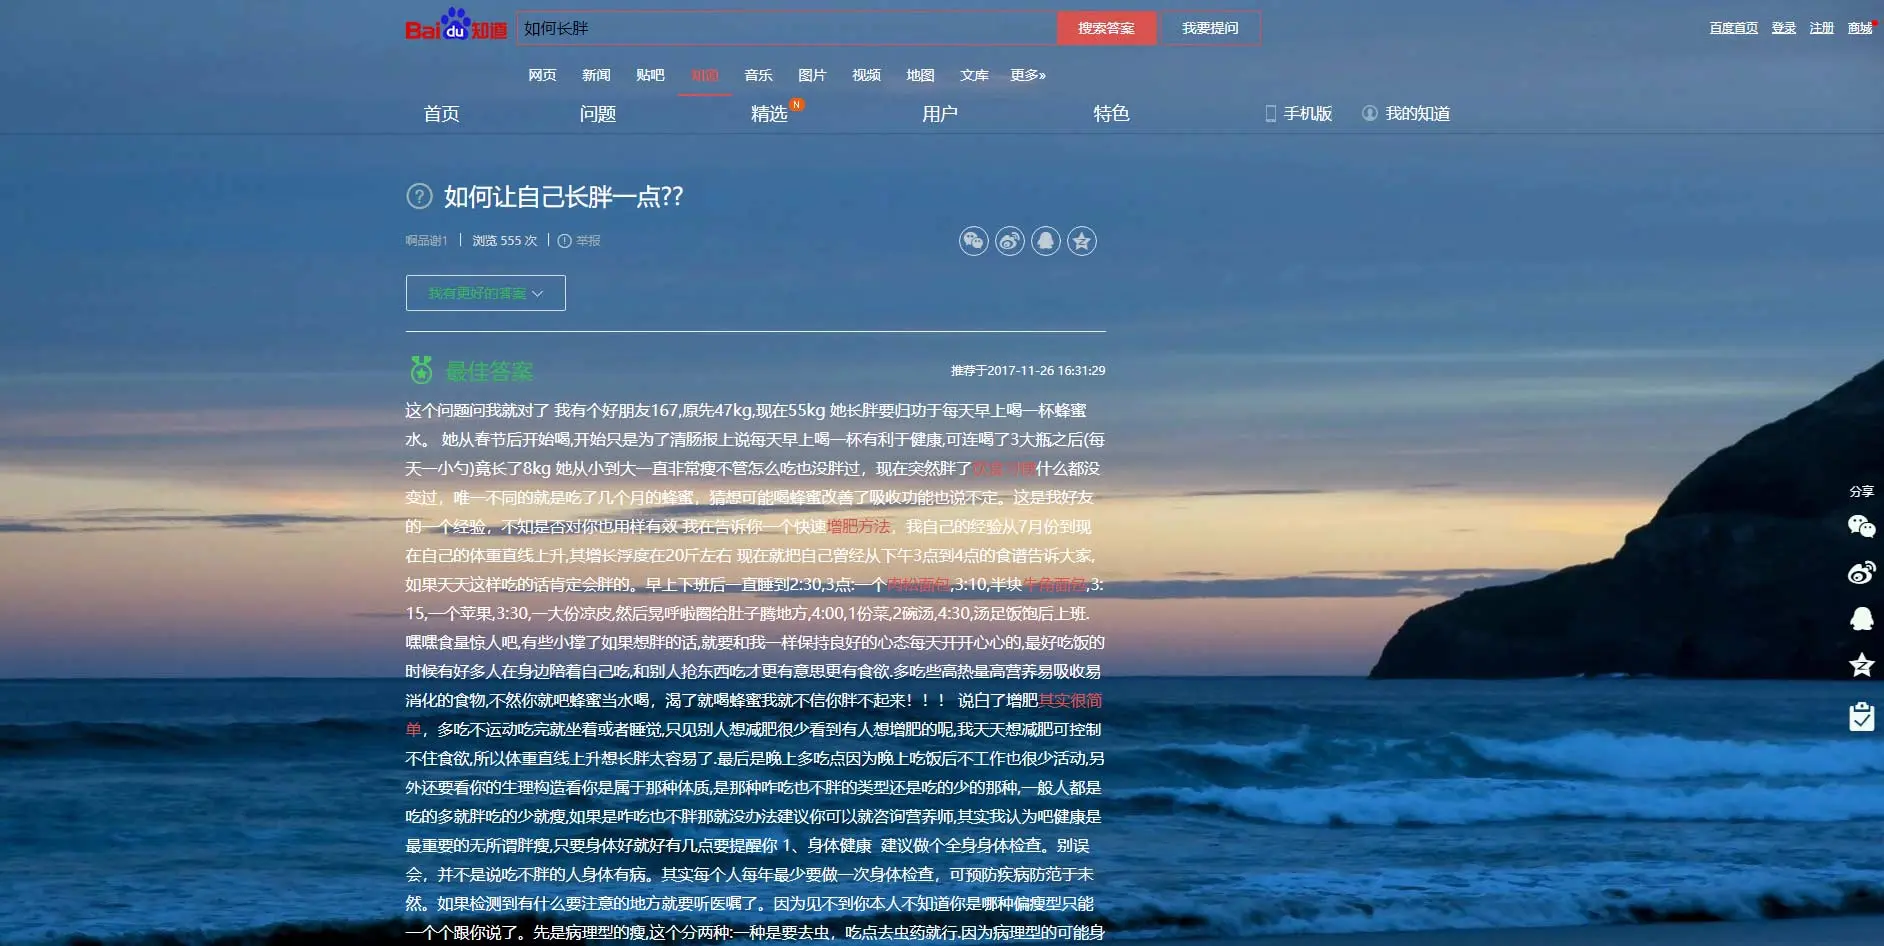 Baidu知道 如何长胖 搜索答案 我要提问 百度首页 登录 注册 商城
网页 新闻 贴吧 知道 音乐 图片 视频 地图 文库 更多»
首页 问题 精选 N 用户 特色 手机版 我的知道
如何让自己长胖一点??
啊品谢1 浏览 555 次 举报
我有更好的答案
最佳答案 推荐于2017-11-26 16:31:29
这个问题问我就对了 我有个好朋友167,原先47kg,现在55kg 她长胖要归功于每天早上喝一杯蜂蜜
水。 她从春节后开始喝,开始只是为了清肠报上说每天早上喝一杯有利于健康,可连喝了3大瓶之后(每
天一小勺)竟长了8kg 她从小到大一直非常瘦不管怎么吃也没胖过，现在突然胖了什么都没
变过，唯一不同的就是吃了几个月的蜂蜜，猜想可能喝蜂蜜改善了吸收功能也说不定。这是我好友
的一个经验，不知是否对你也用样有效 我在告诉你一个快速增肥方法，我自己的经验从7月份到现
在自己的体重直线上升,其增长浮度在20斤左右 现在就把自己曾经从下午3点到4点的食谱告诉大家,
如果天天这样吃的话肯定会胖的。早上下班后一直睡到2:30,3点:一个肉松面包,3:10,半块牛角面包,3:
15,一个苹果,3:30,一大份凉皮,然后晃呼啦圈给肚子腾地方,4:00,1份菜,2碗汤,4:30,汤足饭饱后上班.
嘿嘿食量惊人吧,有些小撑了如果想胖的话,就要和我一样保持良好的心态每天开开心心的,最好吃饭的
时候有好多人在身边陪着自己吃,和别人抢东西吃才更有意思更有食欲.多吃些高热量高营养易吸收易
消化的食物,不然你就吧蜂蜜当水喝，渴了就喝蜂蜜我就不信你胖不起来！！！ 说白了增肥其实很简
单，多吃不运动吃完就坐着或者睡觉,只见别人想减肥很少看到有人想增肥的呢,我天天想减肥可控制
不住食欲,所以体重直线上升想长胖太容易了.最后是晚上多吃点因为晚上吃饭后不工作也很少活动,另
外还要看你的生理构造看你是属于那种体质,是那种咋吃也不胖的类型还是吃的少的那种,一般人都是
吃的多就胖吃的少就瘦,如果是咋吃也不胖那就没办法建议你可以就咨询营养师,其实我认为吧健康是
最重要的无所谓胖瘦,只要身体好就好有几点要提醒你 1、身体健康 建议做个全身身体检查。别误
会，并不是说吃不胖的人身体有病。其实每个人每年最少要做一次身体检查，可预防疾病防范于未
然。如果检测到有什么要注意的地方就要听医嘱了。因为见不到你本人不知道你是哪种偏瘦型只能
一个个跟你说了。先是病理型的瘦,这个分两种:一种是要去虫，吃点去虫药就行.因为病理型的可能身
分享